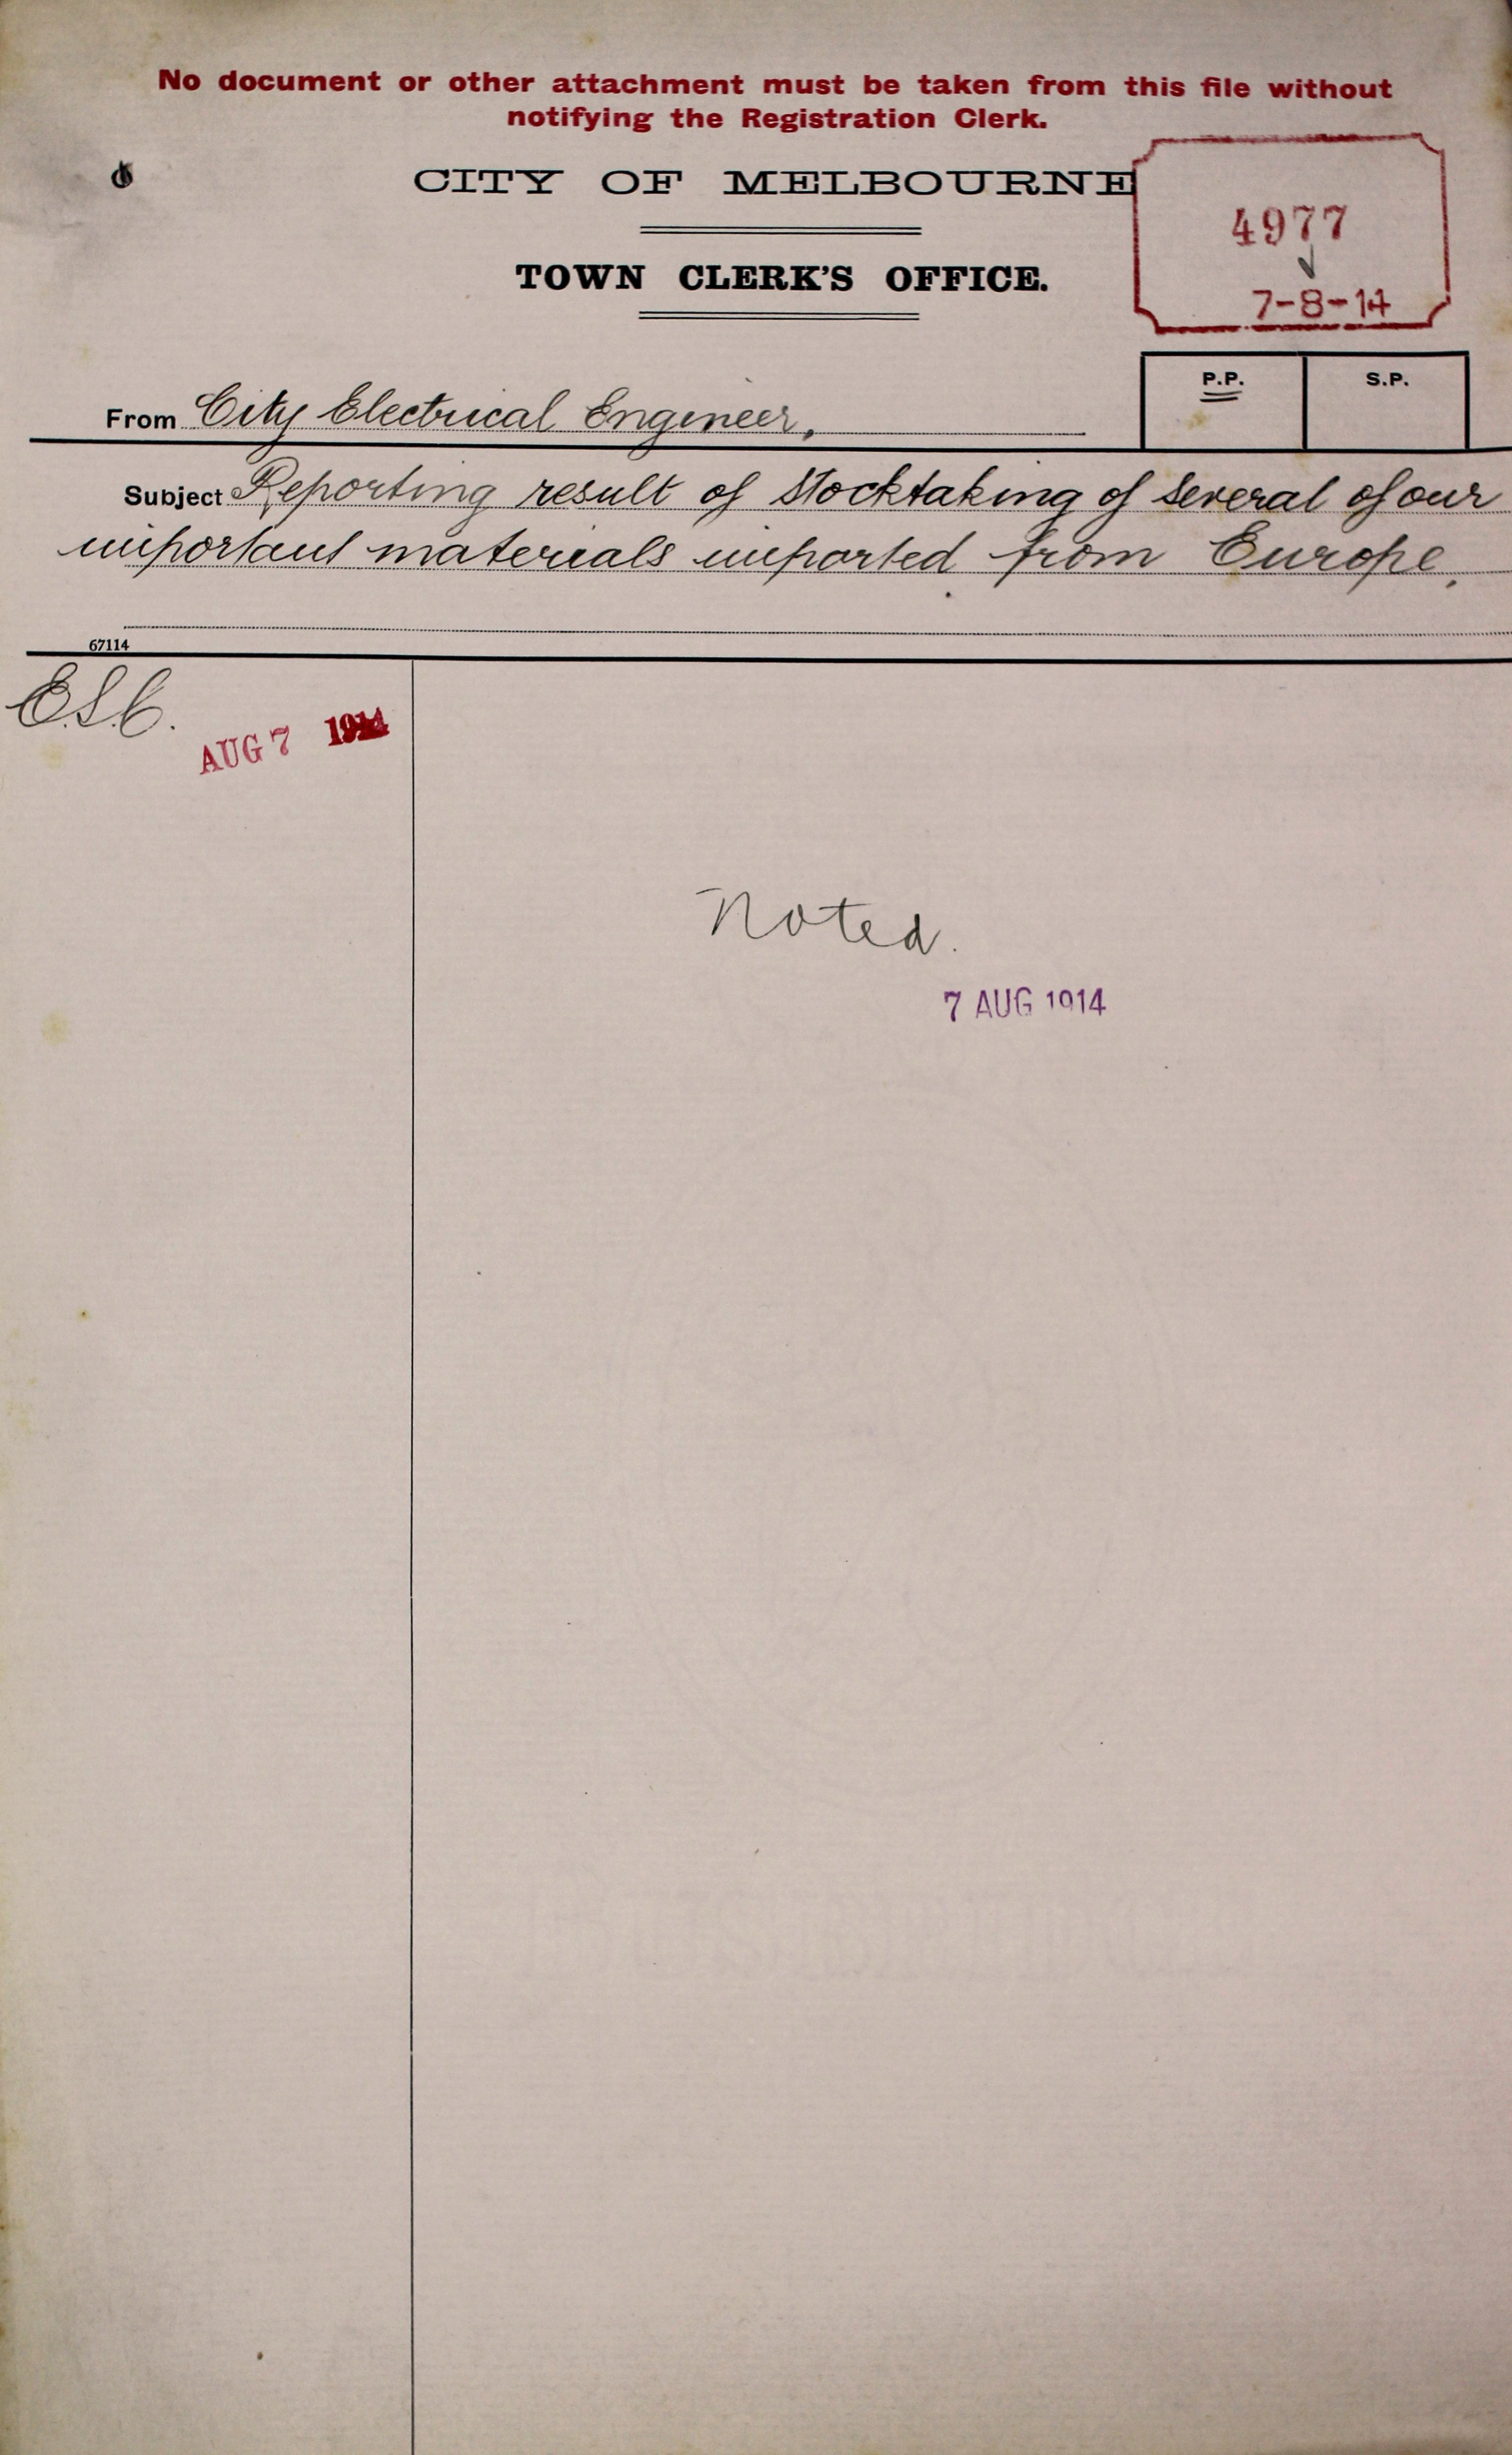 No document or other attachment must be taken from this file without
notifying the Registration Clerk.
CITY OF MELBOURNE
TOWN CLERK'S OFFICE.
4977
7-8-14
P.P.
S.P.
From City Electrical Engineer,
Subject Reporting result of Stocktaking of several of our
important materials imported from Europe.
67114
E.S.C.
AUG 7 1914
Noted.
7 AUG 1914